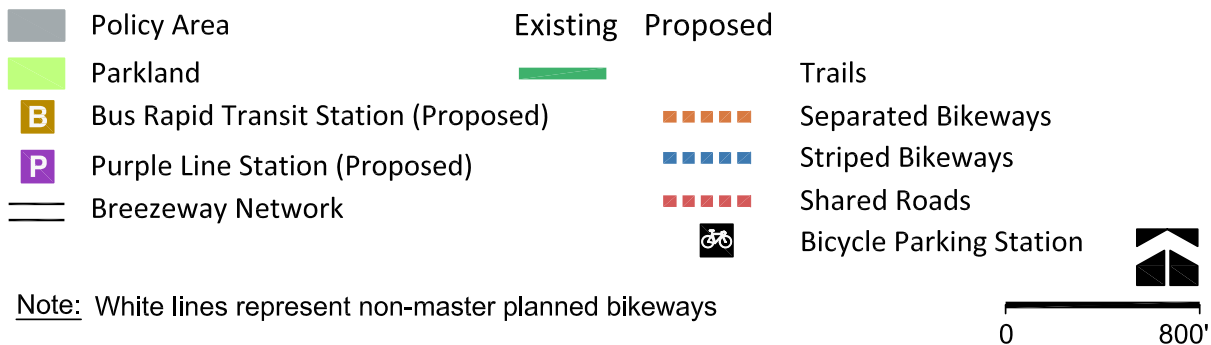 Policy Area
Parkland
B Bus Rapid Transit Station (Proposed)
P Purple Line Station (Proposed)
Breezeway Network
Existing Proposed
Trails
Separated Bikeways
Striped Bikeways
Shared Roads
Bicycle Parking Station
Note: White lines represent non-master planned bikeways
0 800'